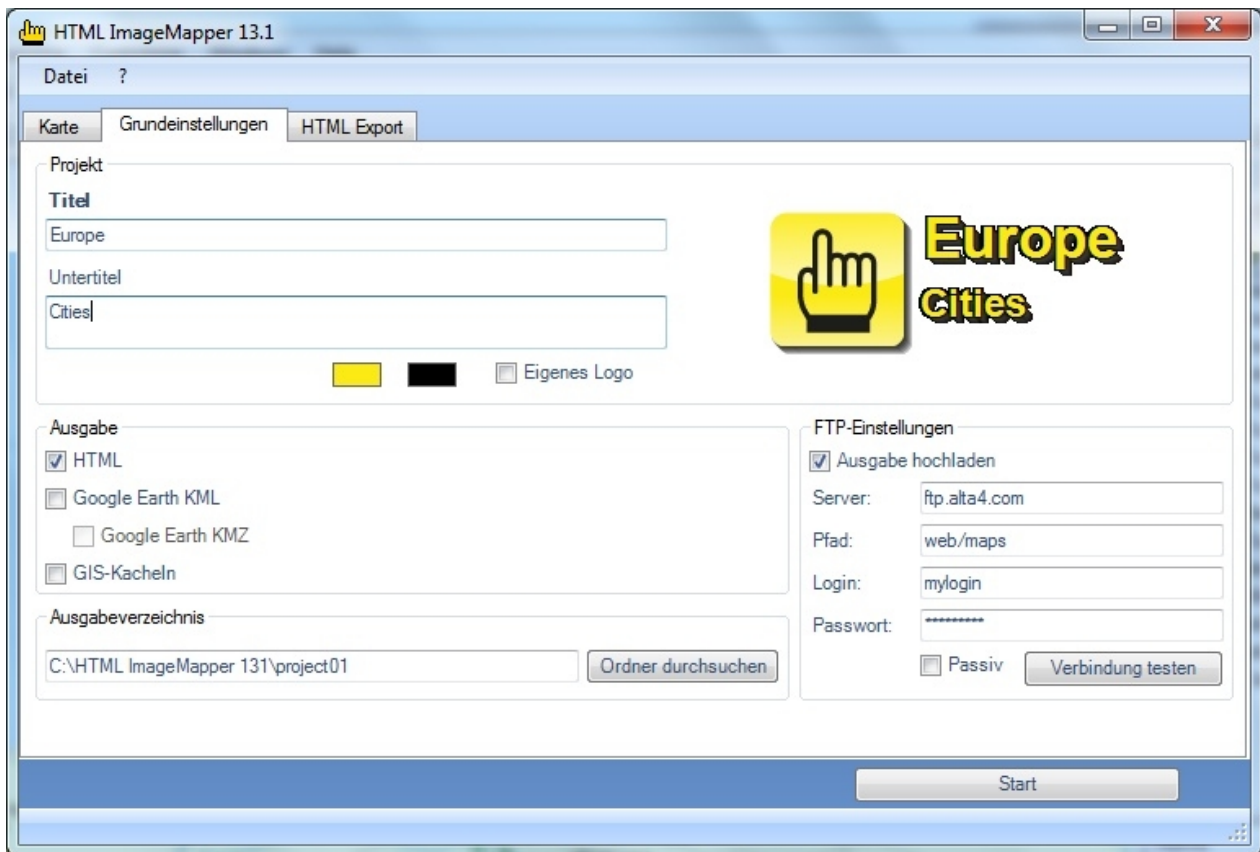 HTML ImageMapper 13.1
Datei ?
Karte Grundeinstellungen HTML Export
Projekt
Titel
Europe
Untertitel
Cities
Eigenes Logo
Europe
Cities
Ausgabe
HTML
Google Earth KML
Google Earth KMZ
GIS-Kacheln
Ausgabeverzeichnis
C:\HTML ImageMapper 131\project01 Ordner durchsuchen
FTP-Einstellungen
Ausgabe hochladen
Server: ftp.alta4.com
Pfad: web/maps
Login: mylogin
Passwort: *********
Passiv Verbindung testen
Start